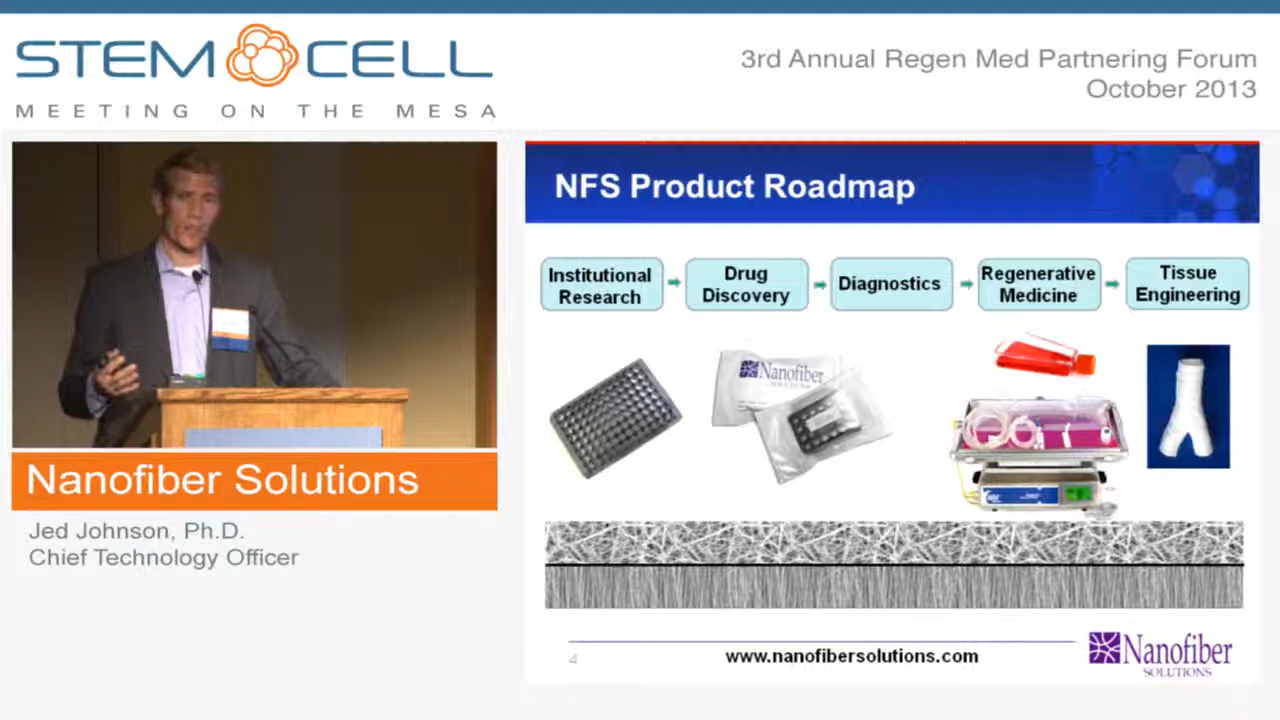 STEM CELL
MEETING ON THE MESA
3rd Annual Regen Med Partnering Forum
October 2013
NFS Product Roadmap
Institutional
Research
Drug
Discovery
Diagnostics
Regenerative
Medicine
Tissue
Engineering
Nanofiber
SOLUTIONS
Nanofiber Solutions
Jed Johnson, Ph.D.
Chief Technology Officer
4
www.nanofibersolutions.com
Nanofiber
SOLUTIONS